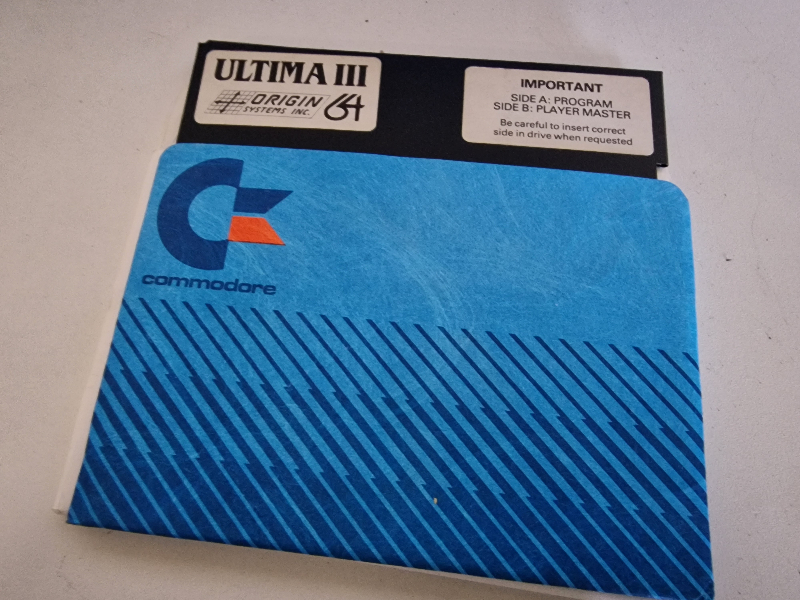 ULTIMA III
ORIGIN
SYSTEMS INC.
64
IMPORTANT
SIDE A: PROGRAM
SIDE B: PLAYER MASTER
Be careful to insert correct
side in drive when requested
commodore